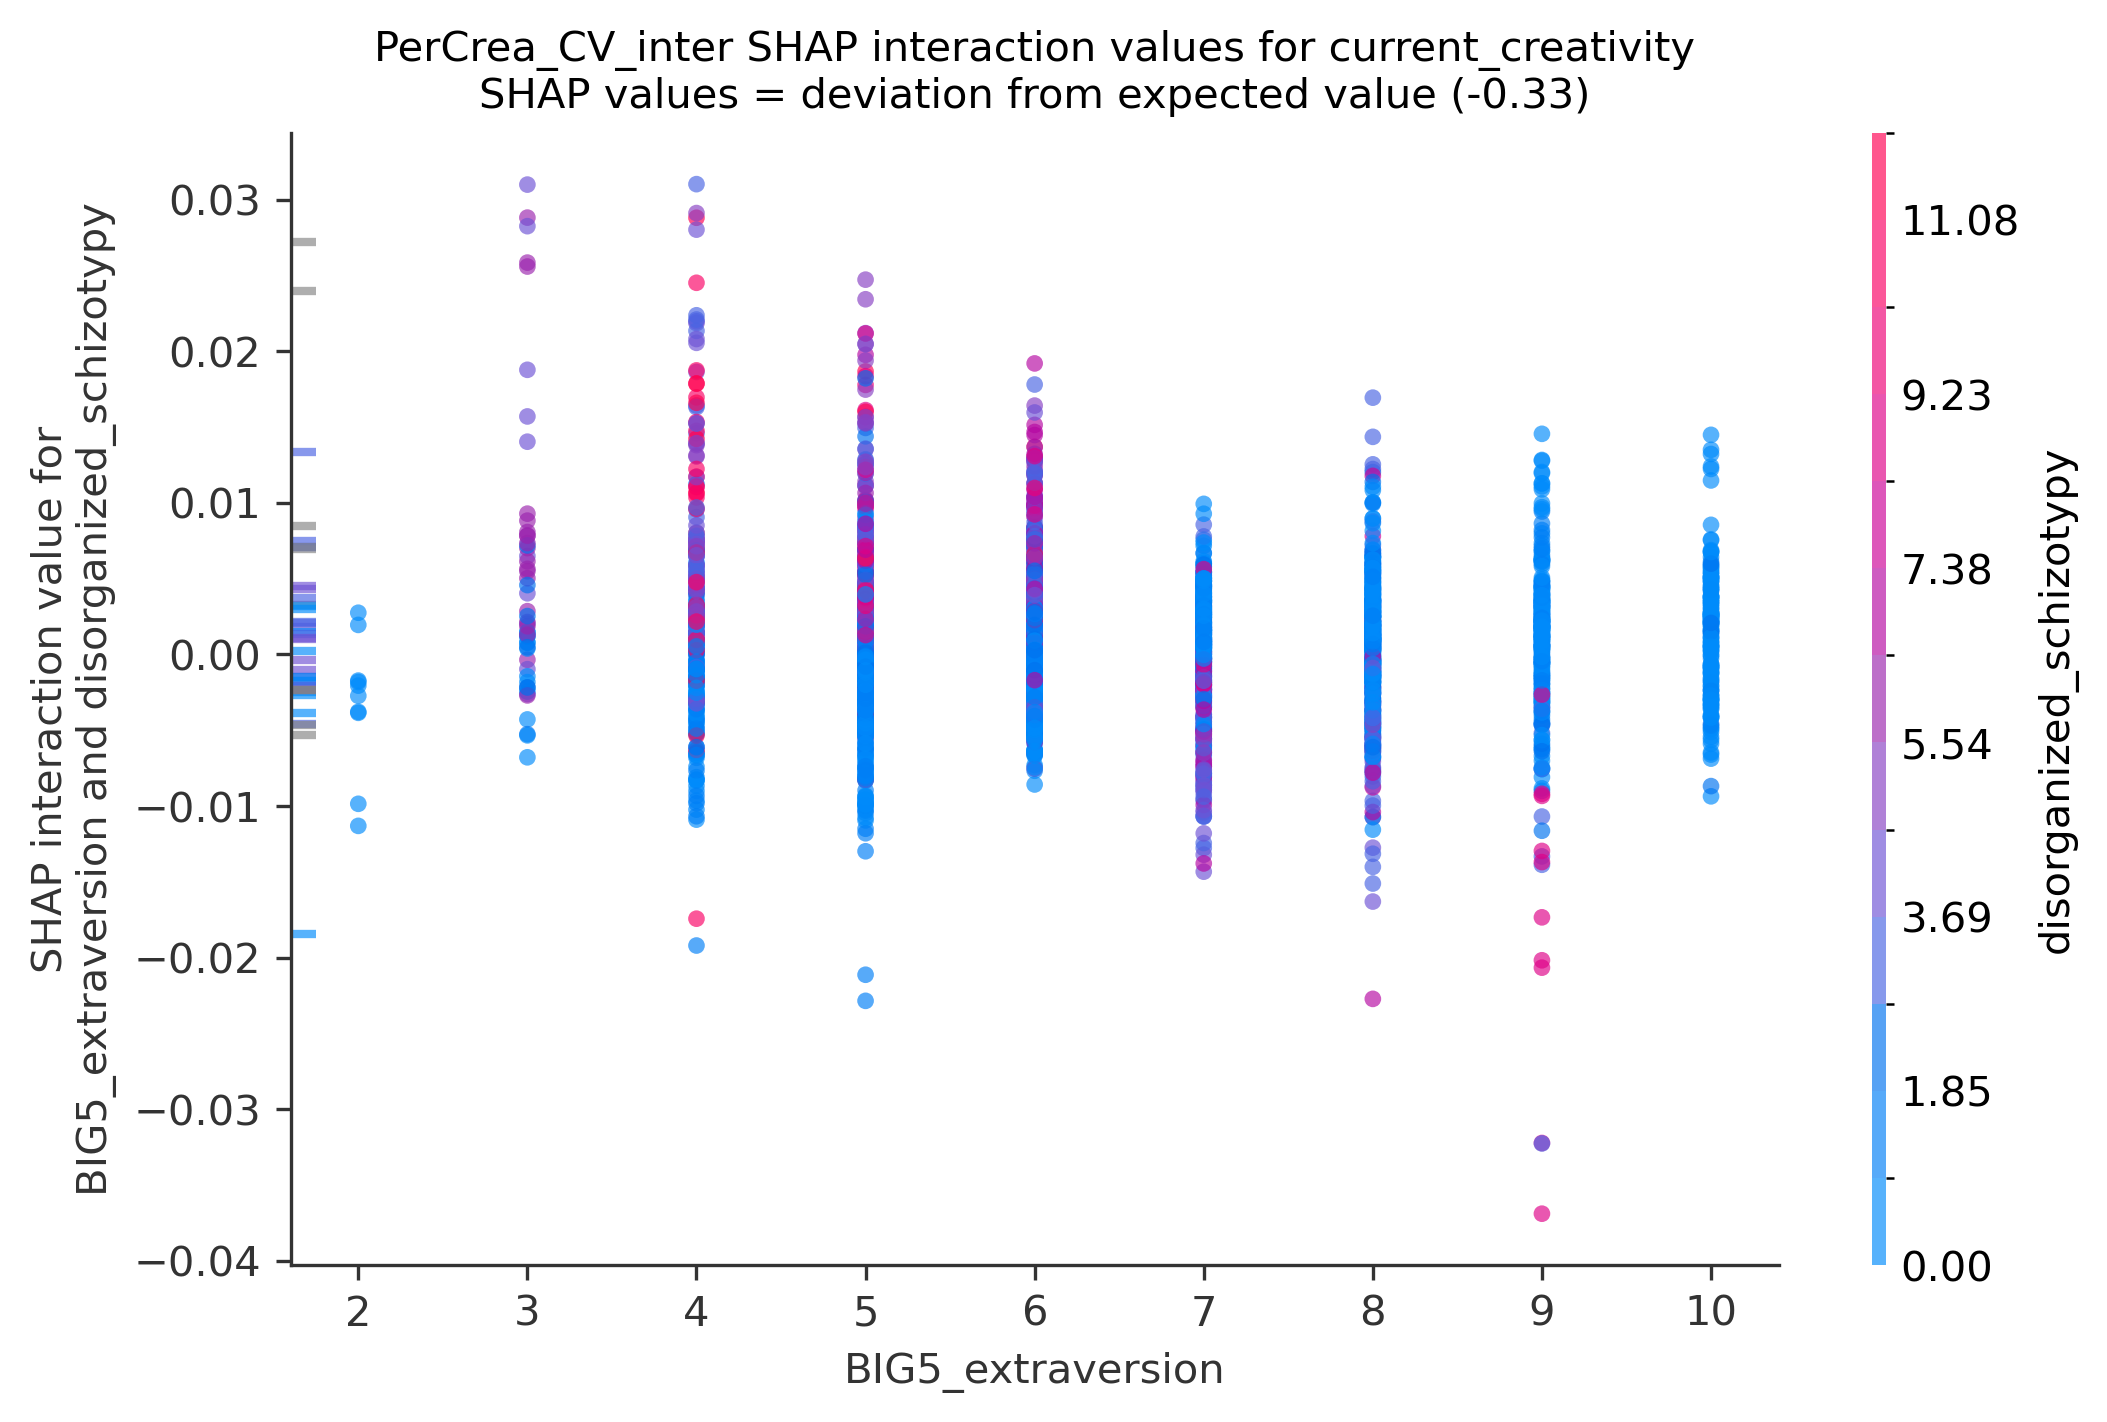 PerCrea_CV_inter SHAP interaction values for current_creativity
SHAP values = deviation from expected value (-0.33)
SHAP interaction value for
BIG5_extraversion and disorganized_schizotypy
0.03
0.02
0.01
0.00
−0.01
−0.02
−0.03
−0.04
2 3 4 5 6 7 8 9 10
BIG5_extraversion
11.08
9.23
7.38
5.54
3.69
1.85
0.00
disorganized_schizotypy